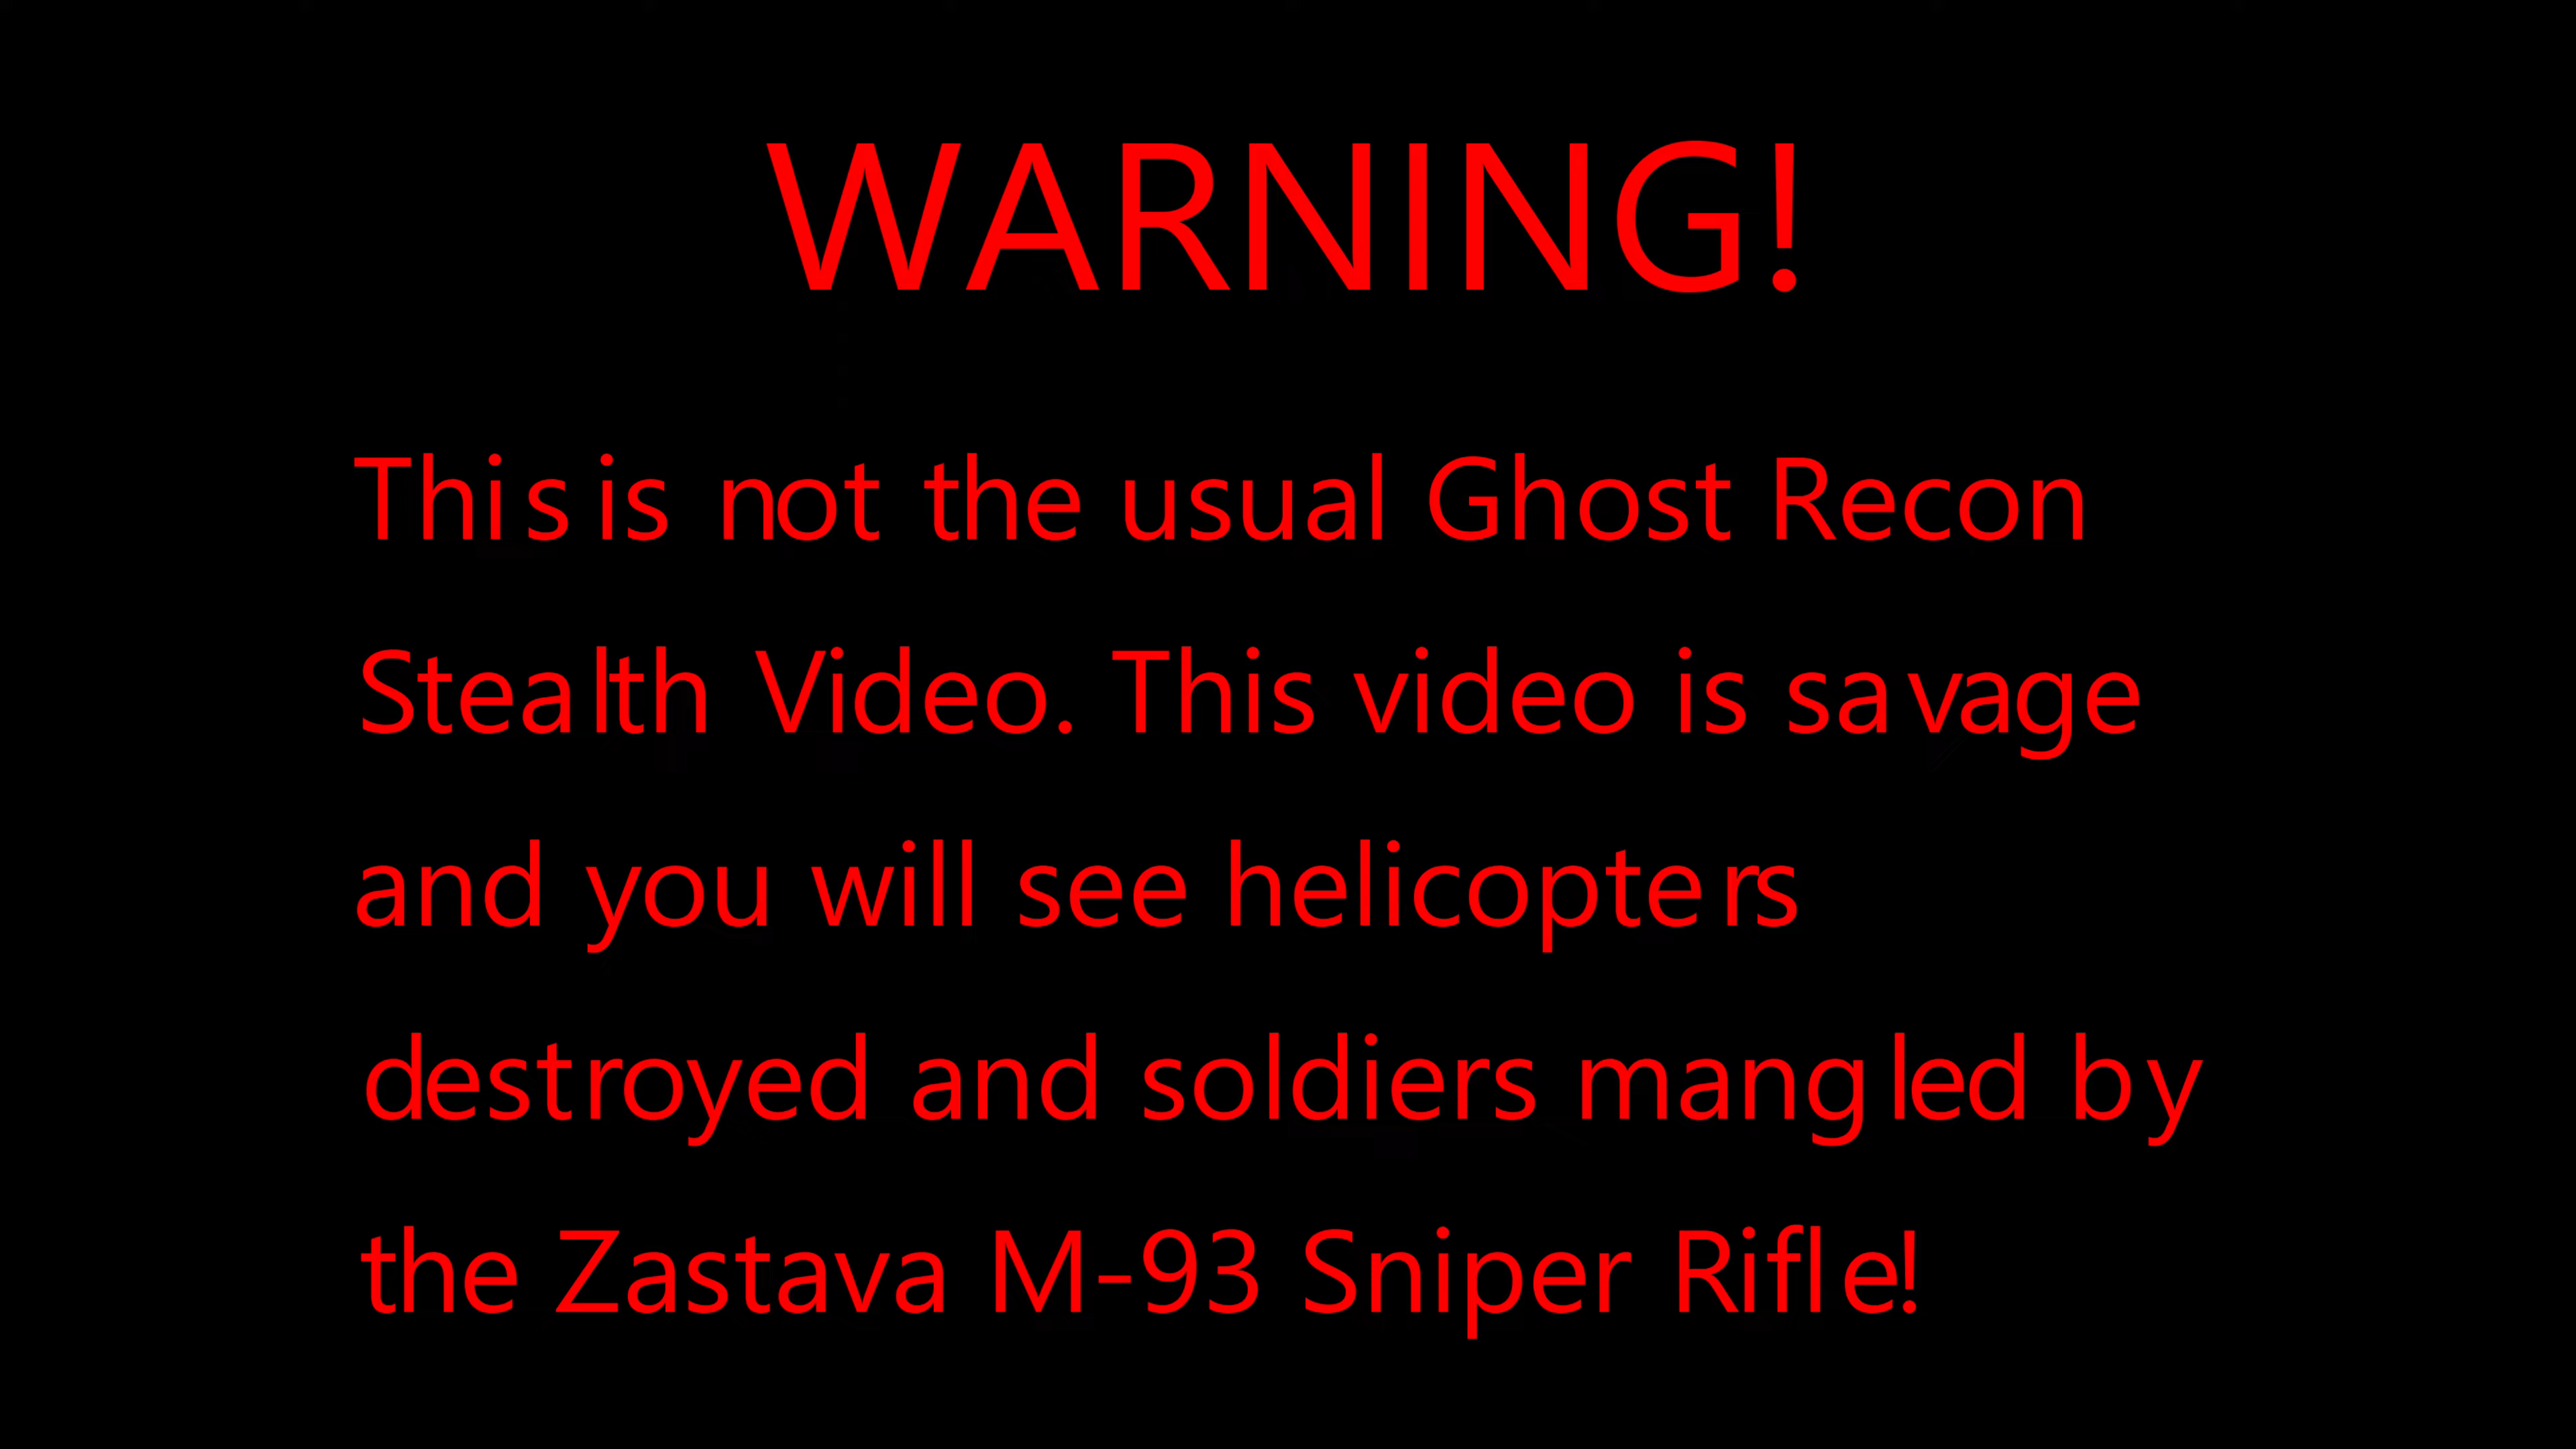 WARNING!
This is not the usual Ghost Recon
Stealth Video. This video is savage
and you will see helicopters
destroyed and soldiers mangled by
the Zastava M-93 Sniper Rifle!